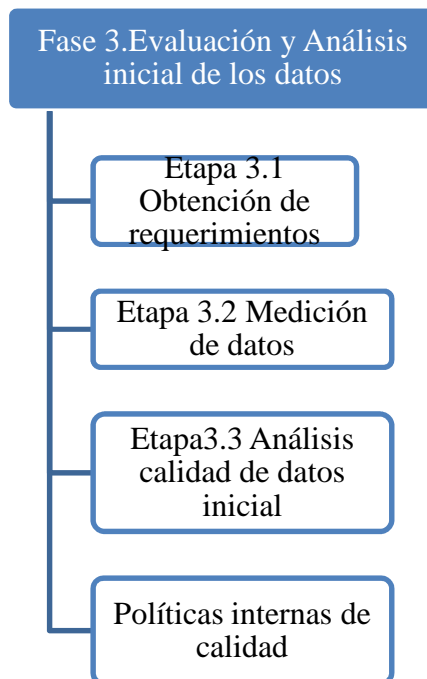 Fase 3.Evaluación y Análisis
inicial de los datos
Etapa 3.1
Obtención de
requerimientos
Etapa 3.2 Medición
de datos
Etapa3.3 Análisis
calidad de datos
inicial
Políticas internas de
calidad